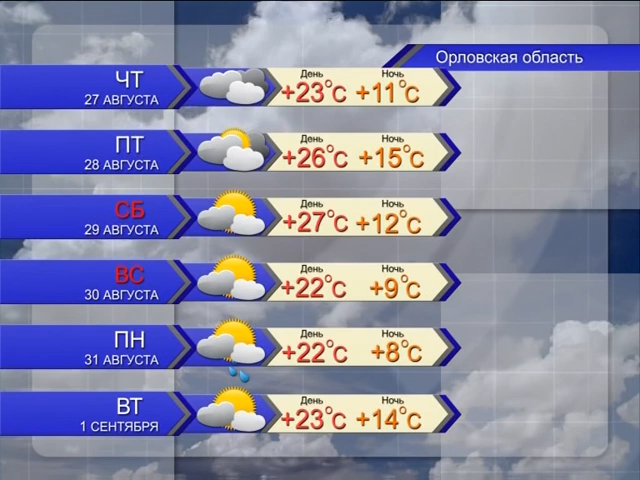 Орловская область
ЧТ
27 АВГУСТА
День Ночь
+23°C +11°C
ПТ
28 АВГУСТА
День Ночь
+26°C +15°C
СБ
29 АВГУСТА
День Ночь
+27°C +12°C
ВС
30 АВГУСТА
День Ночь
+22°C +9°C
ПН
31 АВГУСТА
День Ночь
+22°C +8°C
ВТ
1 СЕНТЯБРЯ
День Ночь
+23°C +14°C